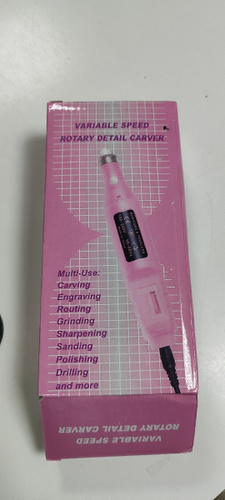 VARIABLE SPEED
ROTARY DETAIL CARVER
Multi-Use:
Carving
Engraving
Routing
Grinding
Sharpening
Sanding
Polishing
Drilling
and more
VARIABLE SPEED
ROTARY DETAIL CARVER